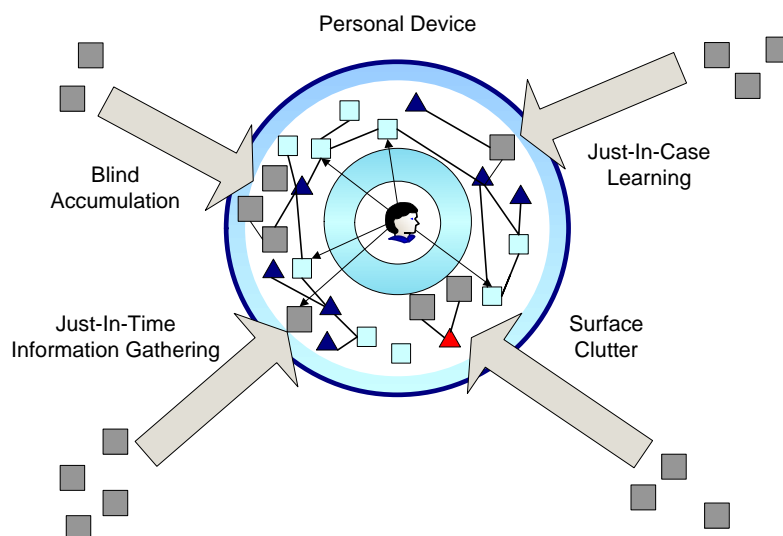 Personal Device
Blind
Accumulation
Just-In-Case
Learning
Just-In-Time
Information Gathering
Surface
Clutter